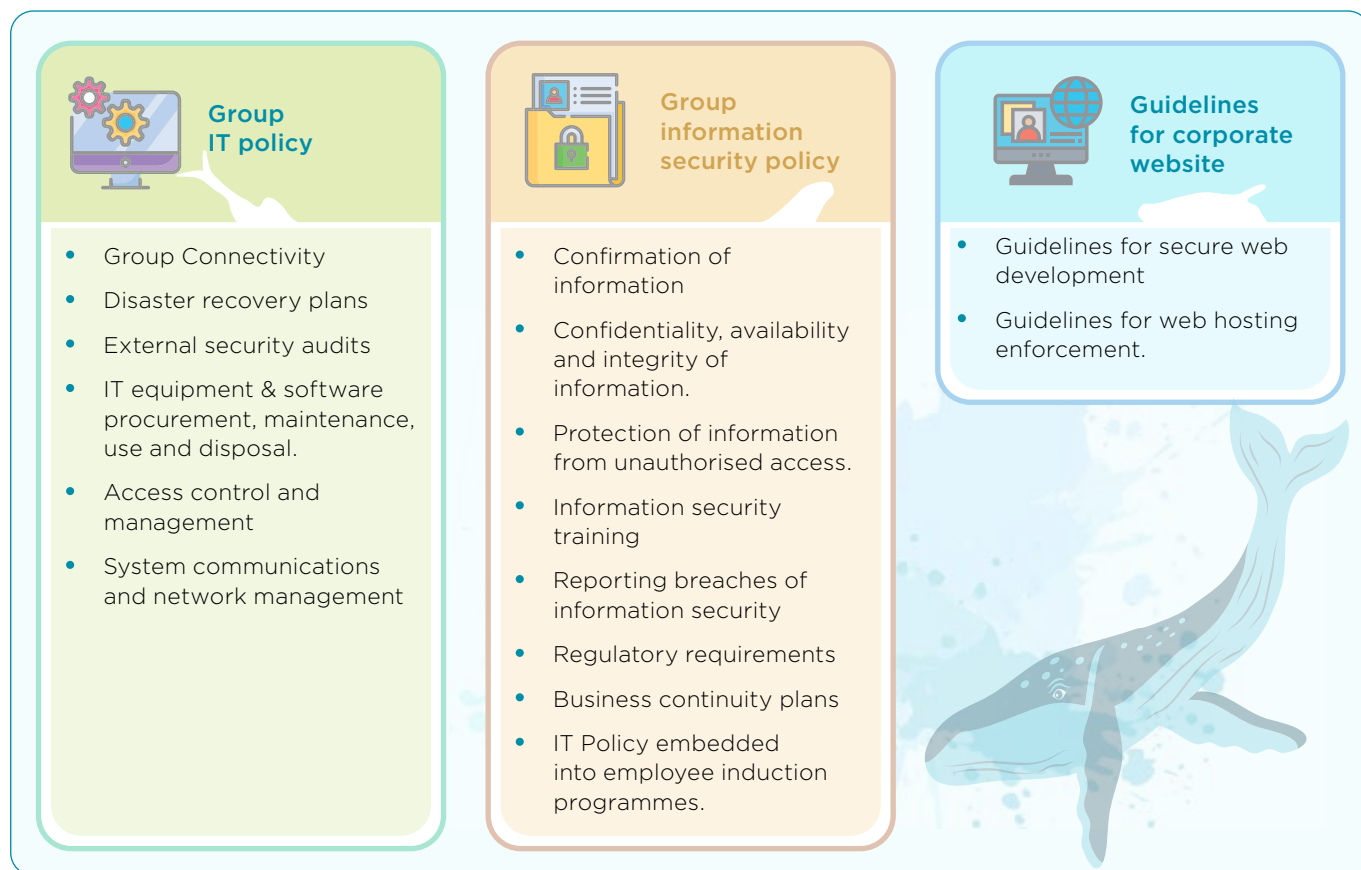 Group
IT policy
• Group Connectivity
• Disaster recovery plans
• External security audits
• IT equipment & software
procurement, maintenance,
use and disposal.
• Access control and
management
• System communications
and network management
Group
information
security policy
• Confirmation of
information
• Confidentiality, availability
and integrity of
information.
• Protection of information
from unauthorised access.
• Information security
training
• Reporting breaches of
information security
• Regulatory requirements
• Business continuity plans
• IT Policy embedded
into employee induction
programmes.
Guidelines
for corporate
website
• Guidelines for secure web
development
• Guidelines for web hosting
enforcement.